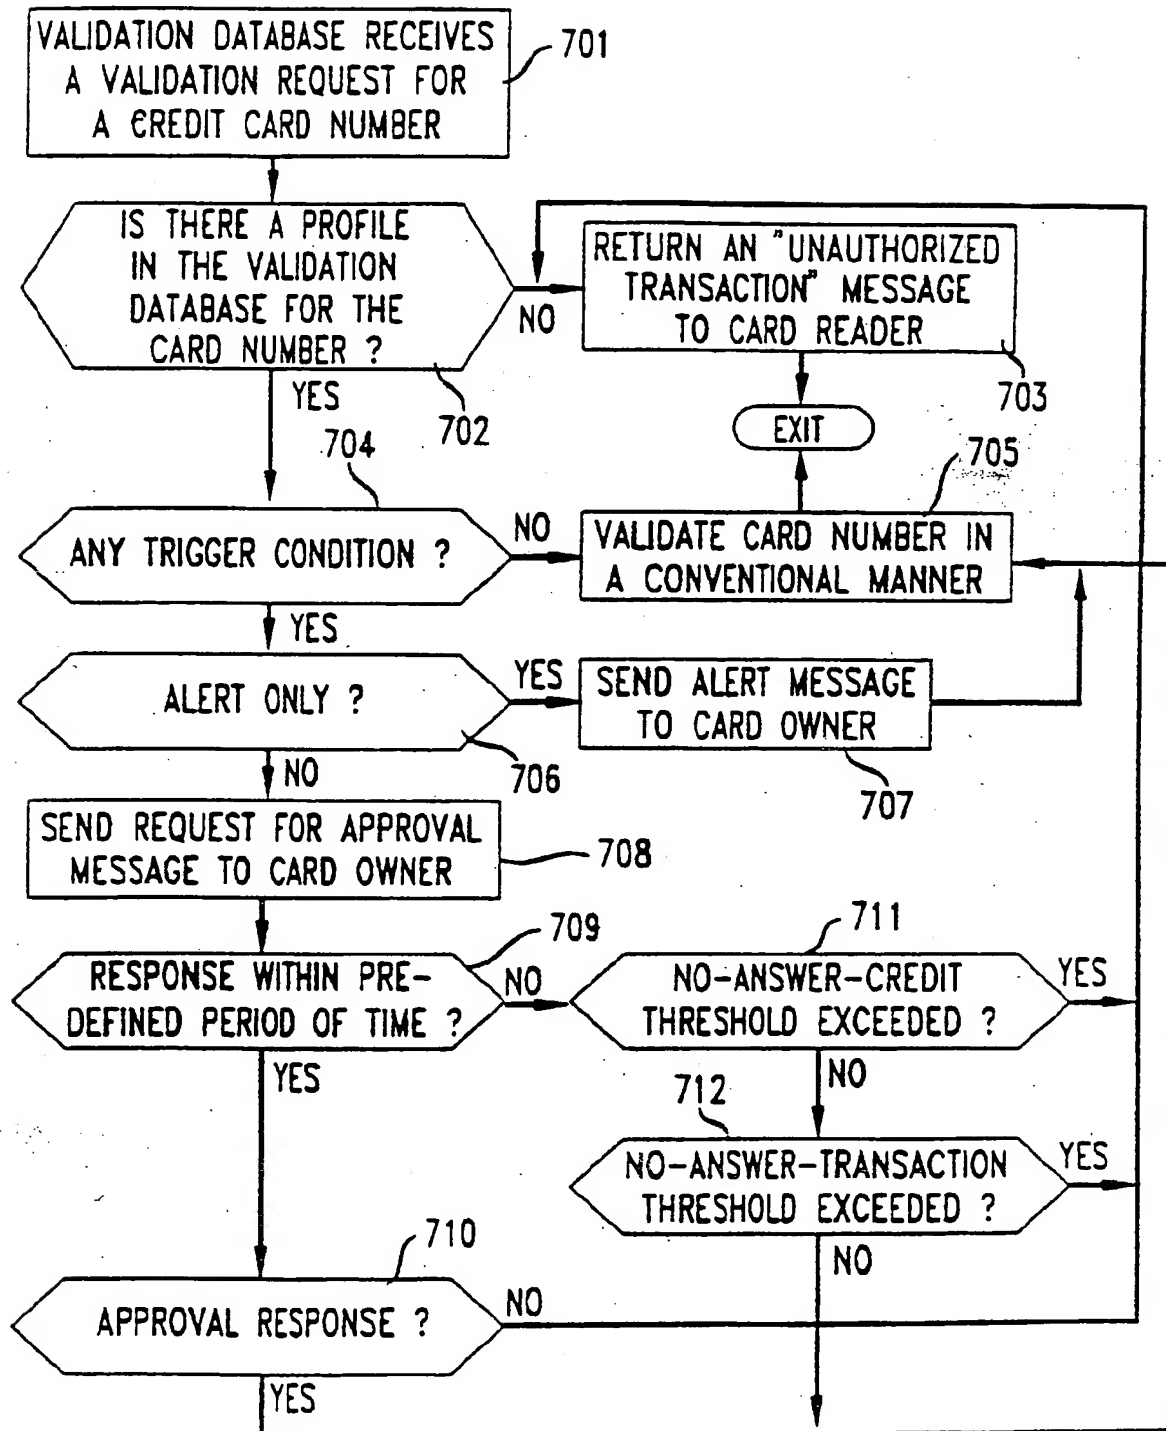 VALIDATION DATABASE RECEIVES
A VALIDATION REQUEST FOR
A CREDIT CARD NUMBER
701
IS THERE A PROFILE
IN THE VALIDATION
DATABASE FOR THE
CARD NUMBER ?
702
NO
RETURN AN "UNAUTHORIZED
TRANSACTION" MESSAGE
TO CARD READER
703
YES
EXIT
704
ANY TRIGGER CONDITION ?
NO
705
VALIDATE CARD NUMBER IN
A CONVENTIONAL MANNER
YES
ALERT ONLY ?
706
YES
SEND ALERT MESSAGE
TO CARD OWNER
707
NO
SEND REQUEST FOR APPROVAL
MESSAGE TO CARD OWNER
708
709
RESPONSE WITHIN PRE-
DEFINED PERIOD OF TIME ?
NO
711
NO-ANSWER-CREDIT
THRESHOLD EXCEEDED ?
YES
YES
NO
712
NO-ANSWER-TRANSACTION
THRESHOLD EXCEEDED ?
YES
NO
710
APPROVAL RESPONSE ?
NO
YES